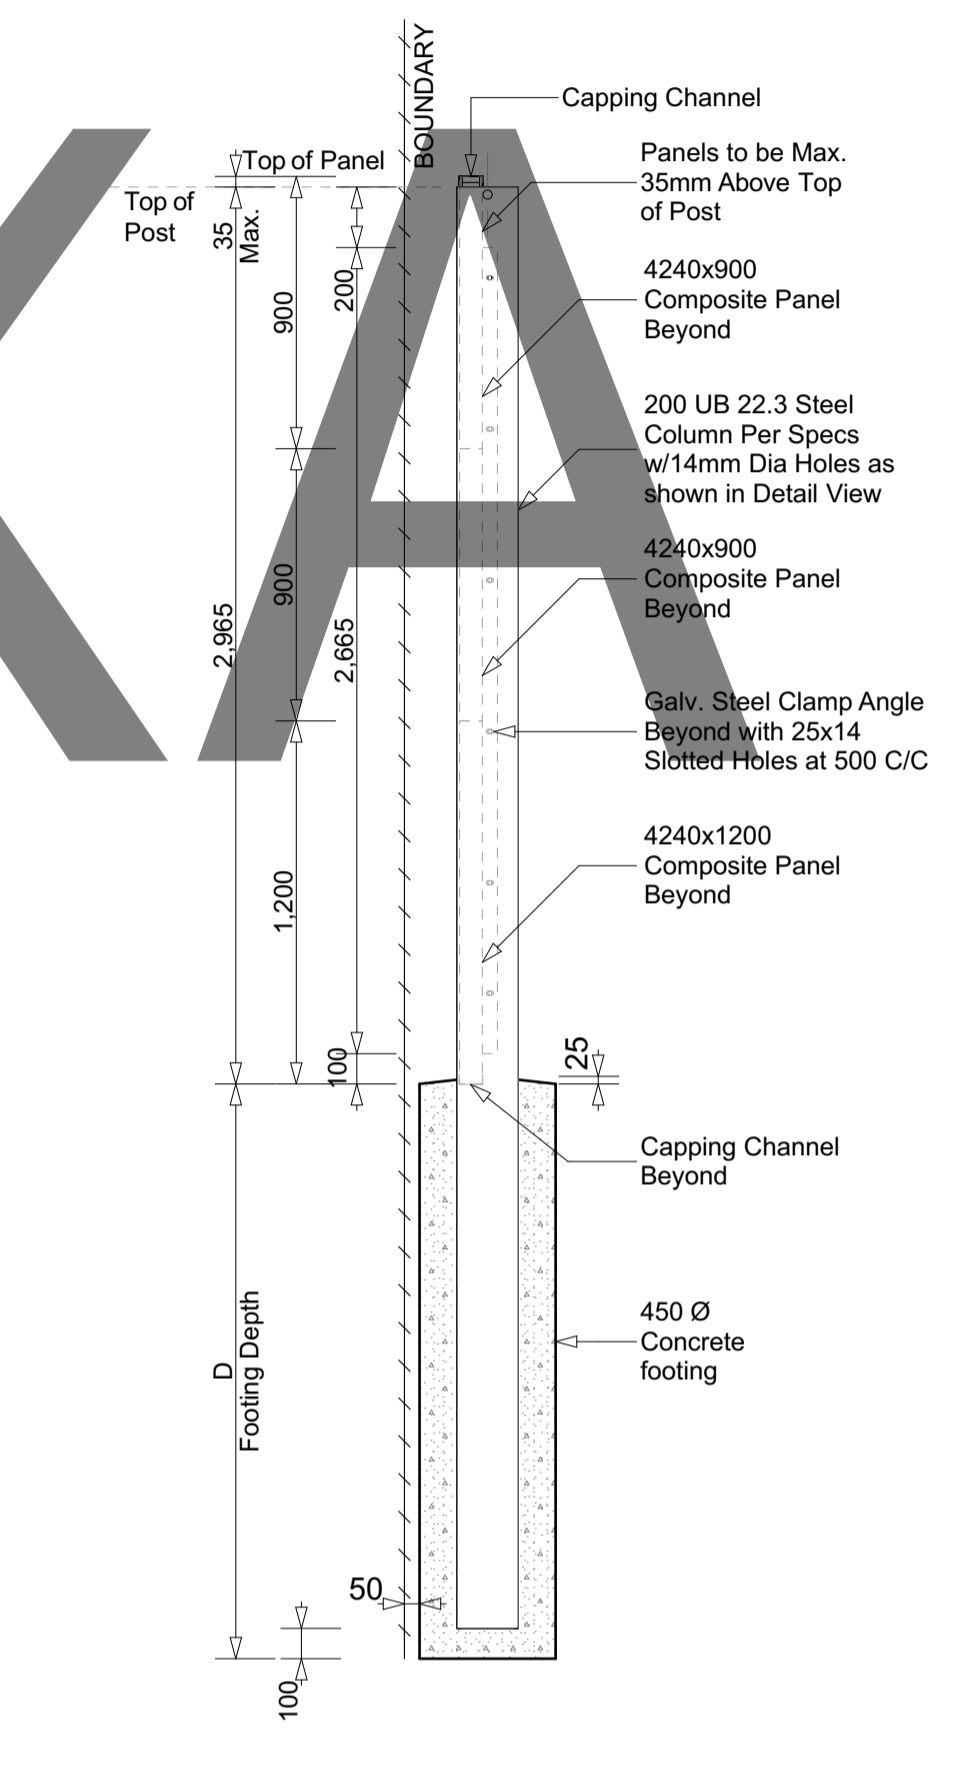 BOUNDARY
Capping Channel
Top of Panel
Panels to be Max.
35mm Above Top
of Post
Top of
Post
35
Max.
900
200
4240x900
Composite Panel
Beyond
200 UB 22.3 Steel
Column Per Specs
w/14mm Dia Holes as
shown in Detail View
900
2,965
2,665
4240x900
Composite Panel
Beyond
Galv. Steel Clamp Angle
Beyond with 25x14
Slotted Holes at 500 C/C
1,200
4240x1200
Composite Panel
Beyond
100
25
Capping Channel
Beyond
D
Footing Depth
450 Ø
Concrete
footing
50
100
KA